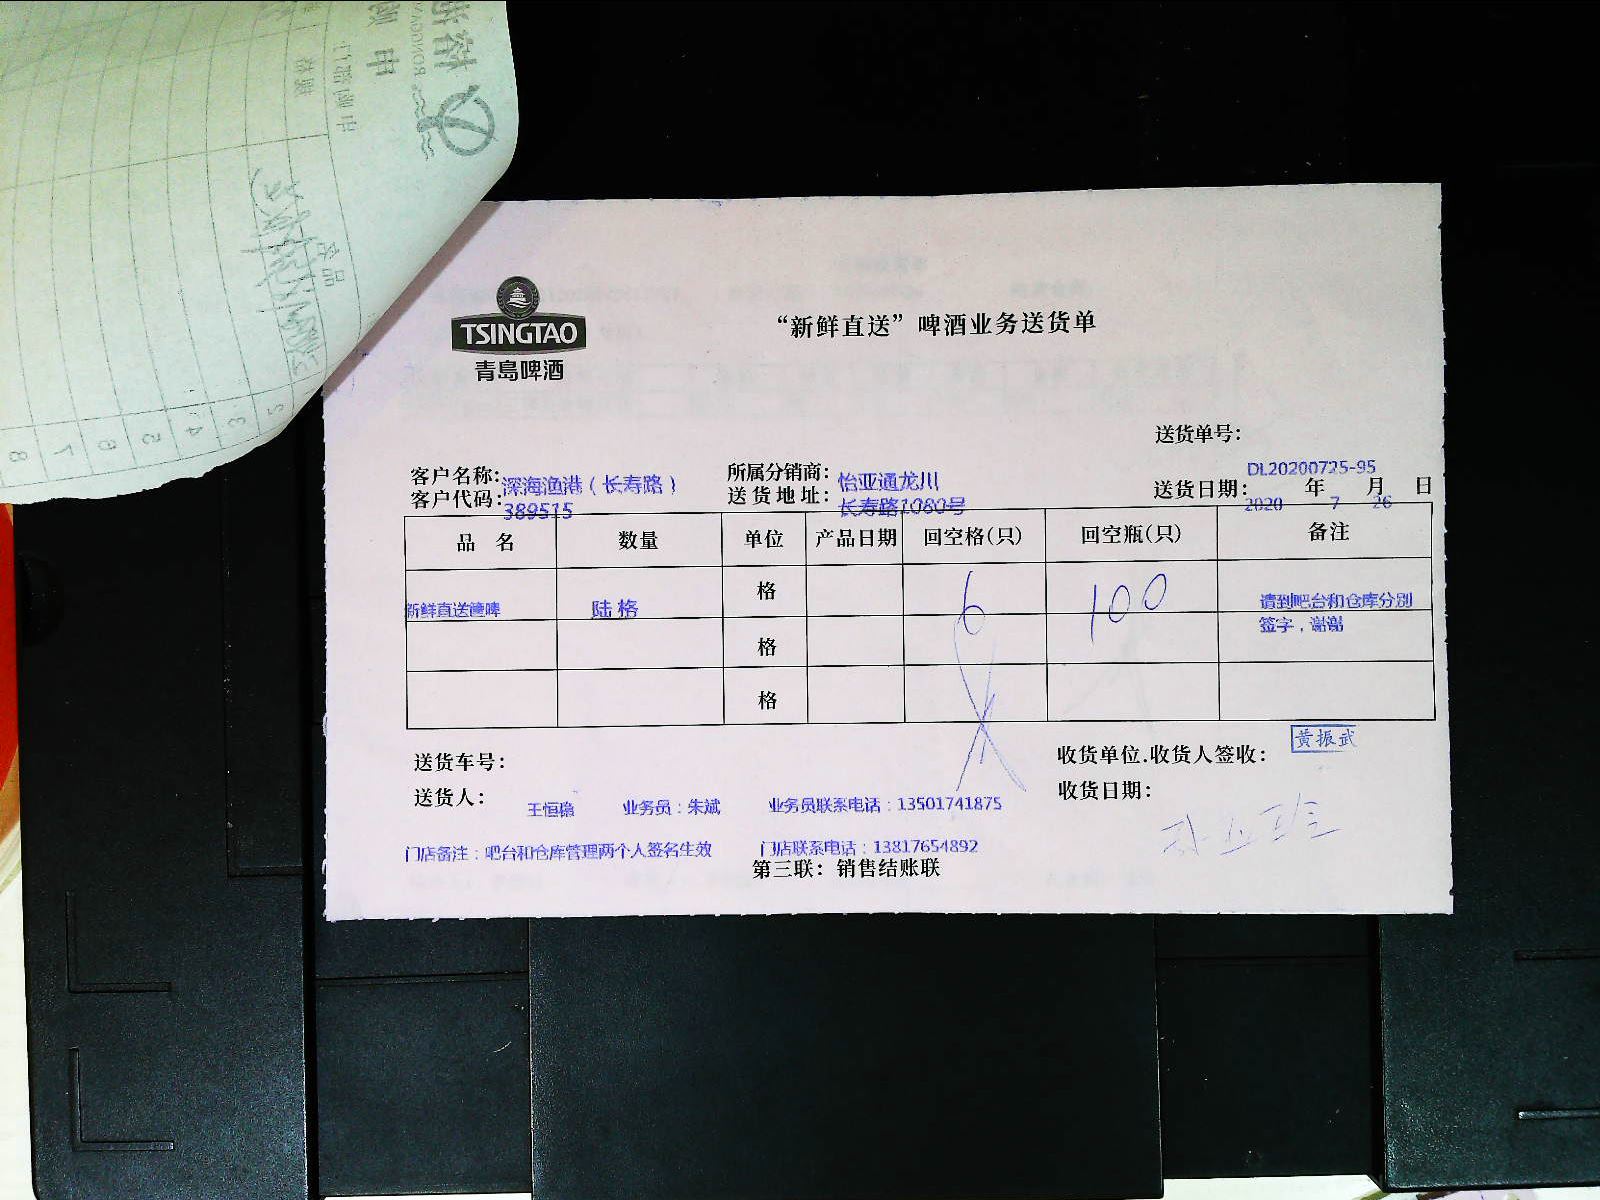 TSINGTAO
青島啤酒
“新鲜直送”啤酒业务送货单
送货单号:
DL20200725-95
客户名称: 深海渔港（长寿路） 所属分销商: 怡亚通龙川
客户代码: 389515 送货地址: 长寿路1080号 送货日期: 2020 年 7 月 26 日
品 名 数量 单位 产品日期 回空格(只) 回空瓶(只) 备注
新鲜直送 陆格 格 6 100 请到吧台和仓库分别
签字，谢谢
格
格
送货车号: 收货单位.收货人签收: 黄振武
送货人: 王恒稳 业务员：朱斌 业务员联系电话：13501741875 收货日期:
门店备注：吧台和仓库管理两个人签名生效 门店联系电话：13817654892
第三联: 销售结账联